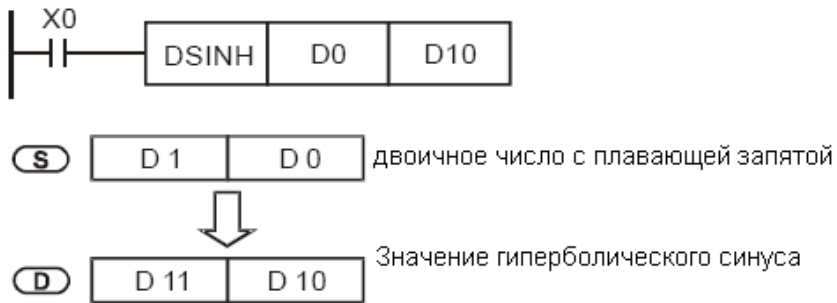 X0
DSINH D0 D10
S D 1 D 0 двоичное число с плавающей запятой
Значение гиперболического синуса
D D 11 D 10